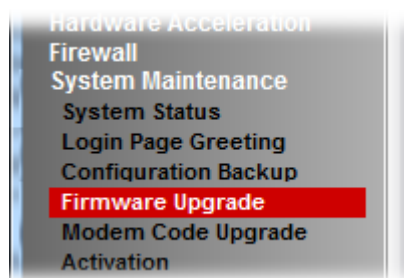 Hardware Acceleration
Firewall
System Maintenance
System Status
Login Page Greeting
Configuration Backup
Firmware Upgrade
Modem Code Upgrade
Activation